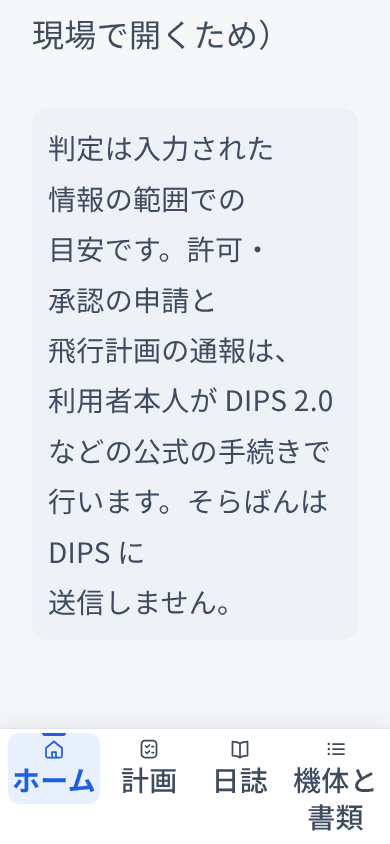 現場で開くため）
判定は入力された
情報の範囲での
目安です。許可・
承認の申請と
飛行計画の通報は、
利用者本人が DIPS 2.0
などの公式の手続きで
行います。そらばんは
DIPS に
送信しません。
ホーム
計画
日誌
機体と
書類